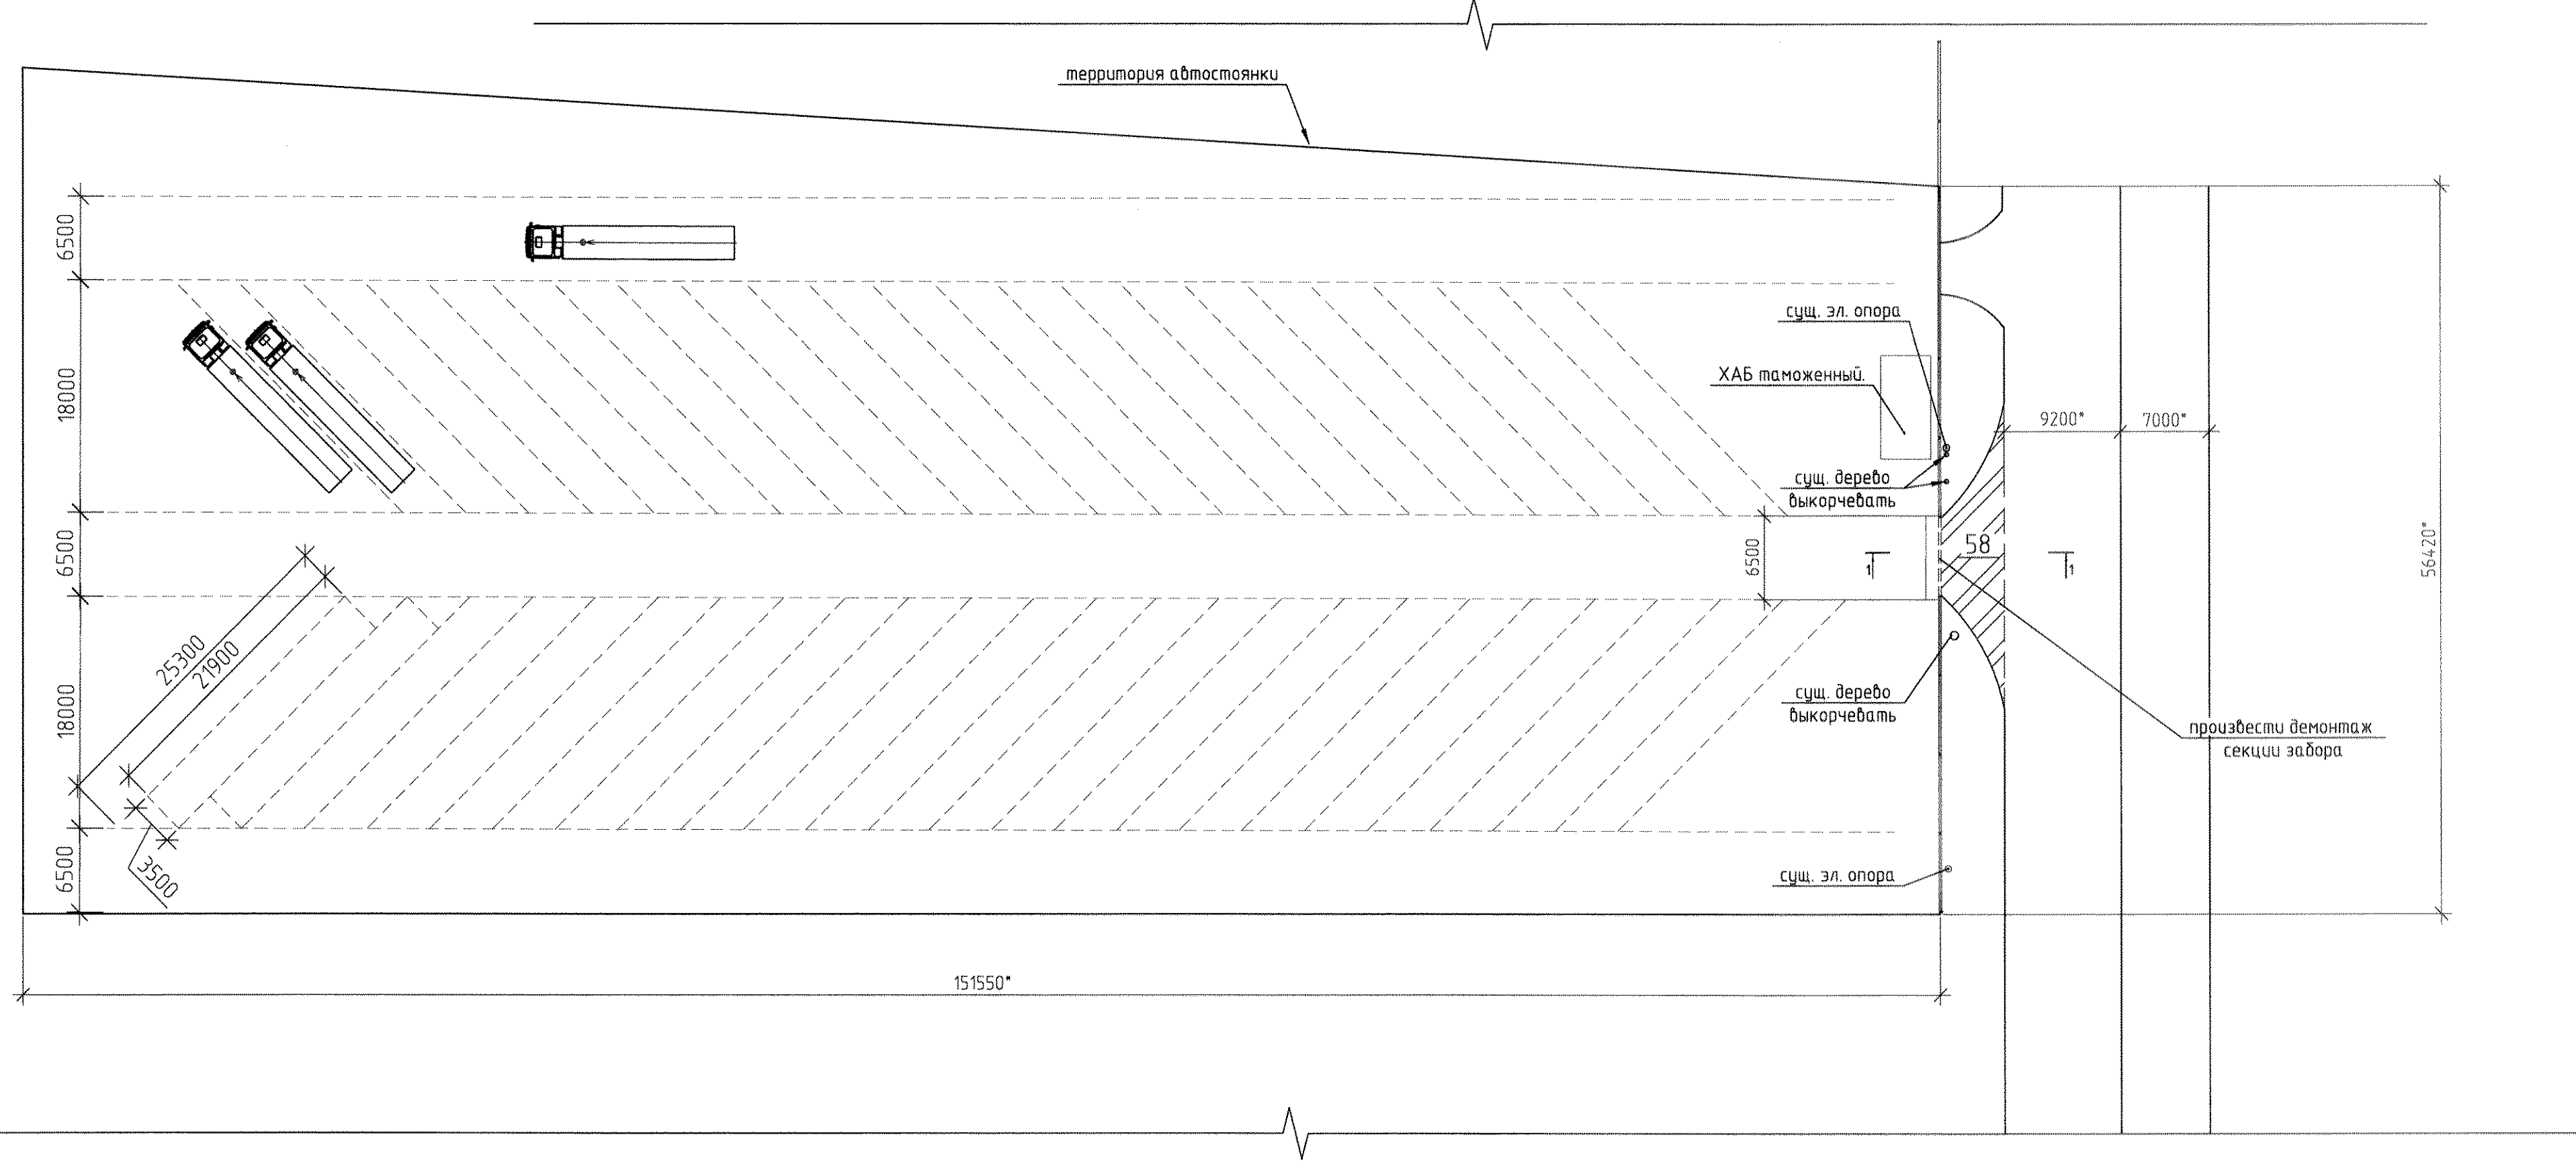 территория автостоянки
6500
18000
6500
18000
6500
25300
21900
3500
сущ. эл. опора
ХАБ таможенный.
сущ. дерево
выкорчевать
6500
1
58
1
9200*
7000*
56420*
сущ. дерево
выкорчевать
произвести демонтаж
секции забора
сущ. эл. опора
151550*